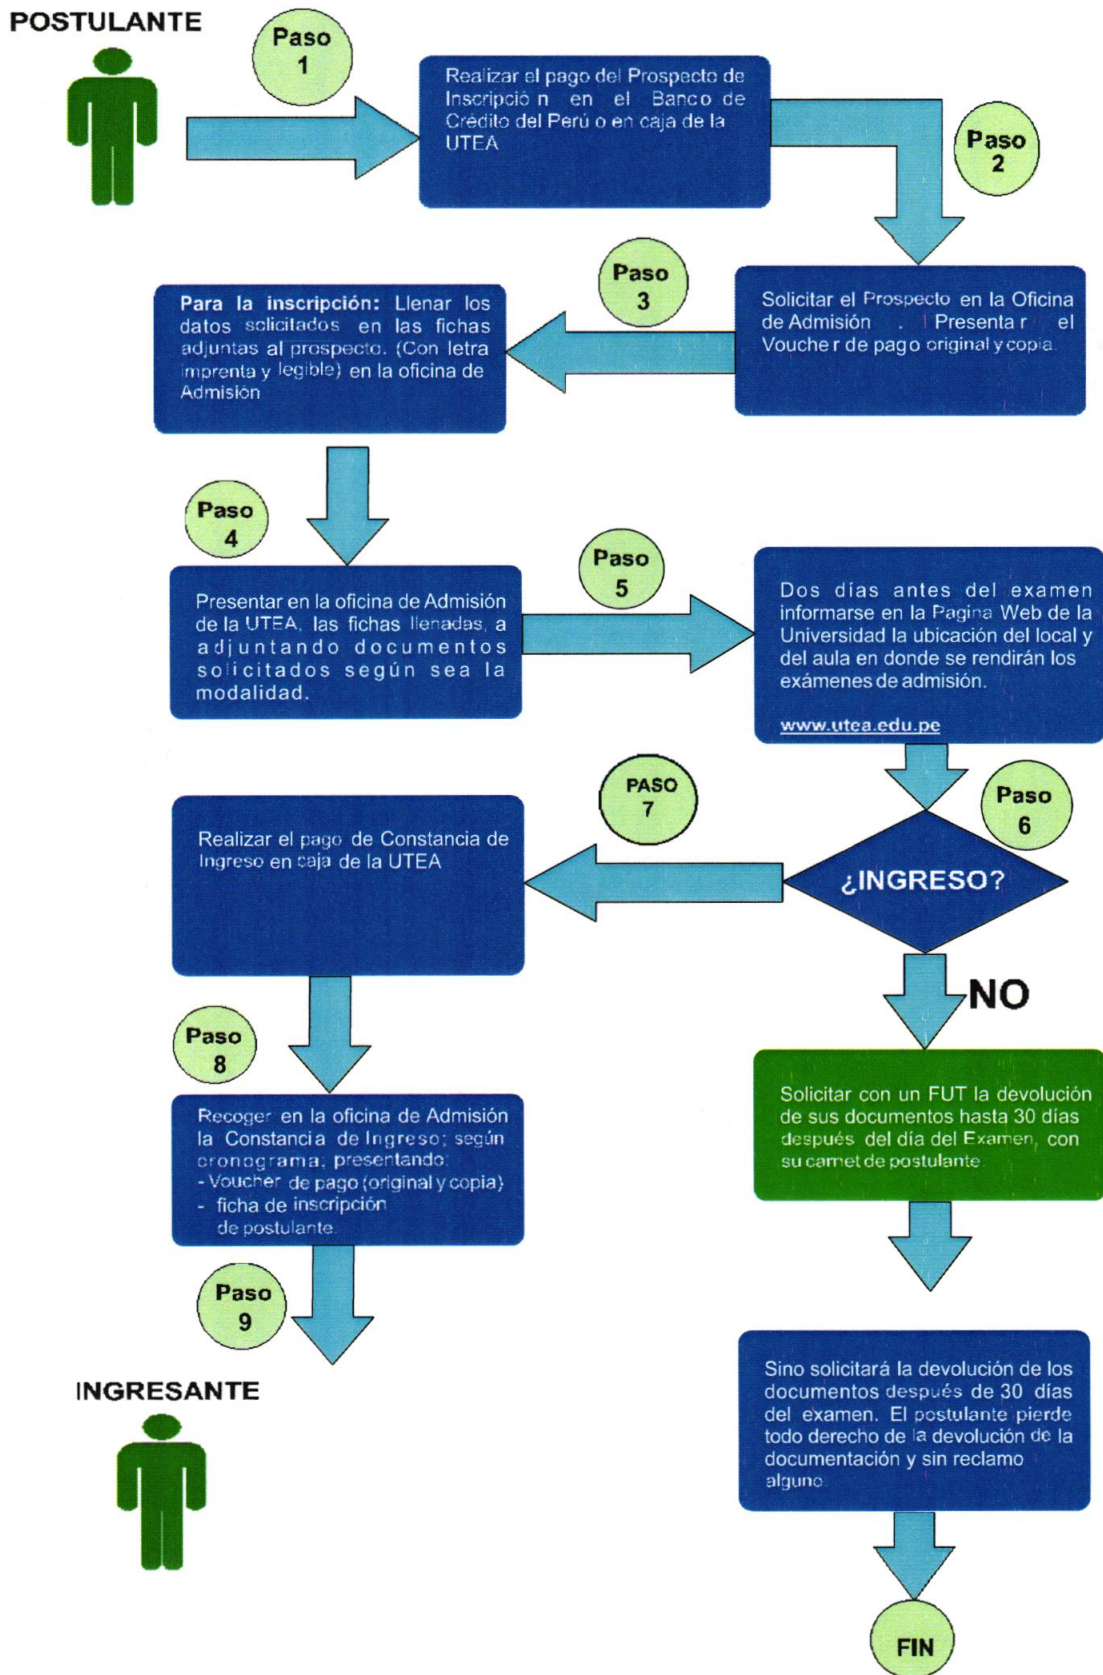 POSTULANTE
Paso
1
Realizar el pago del Prospecto de
Inscripción en el Banco de
Crédito del Perú o en caja de la
UTEA
Paso
2
Solicitar el Prospecto en la Oficina
de Admisión . Presentar el
Voucher de pago original y copia.
Paso
3
Para la inscripción: Llenar los
datos solicitados en las fichas
adjuntas al prospecto. (Con letra
imprenta y legible) en la oficina de
Admisión
Paso
4
Presentar en la oficina de Admisión
de la UTEA, las fichas llenadas, a
adjuntando documentos
solicitados según sea la
modalidad.
Paso
5
Dos días antes del examen
informarse en la Pagina Web de la
Universidad la ubicación del local y
del aula en donde se rendirán los
exámenes de admisión.
www.utea.edu.pe
Paso
6
¿INGRESO?
PASO
7
Realizar el pago de Constancia de
Ingreso en caja de la UTEA
NO
Solicitar con un FUT la devolución
de sus documentos hasta 30 días
después del día del Examen, con
su carnet de postulante.
Paso
8
Recoger en la oficina de Admisión
la Constancia de Ingreso; según
cronograma; presentando:
- Voucher de pago (original y copia)
- ficha de inscripción
de postulante.
Paso
9
INGRESANTE
Sino solicitará la devolución de los
documentos después de 30 días
del examen. El postulante pierde
todo derecho de la devolución de la
documentación y sin reclamo
alguno.
FIN